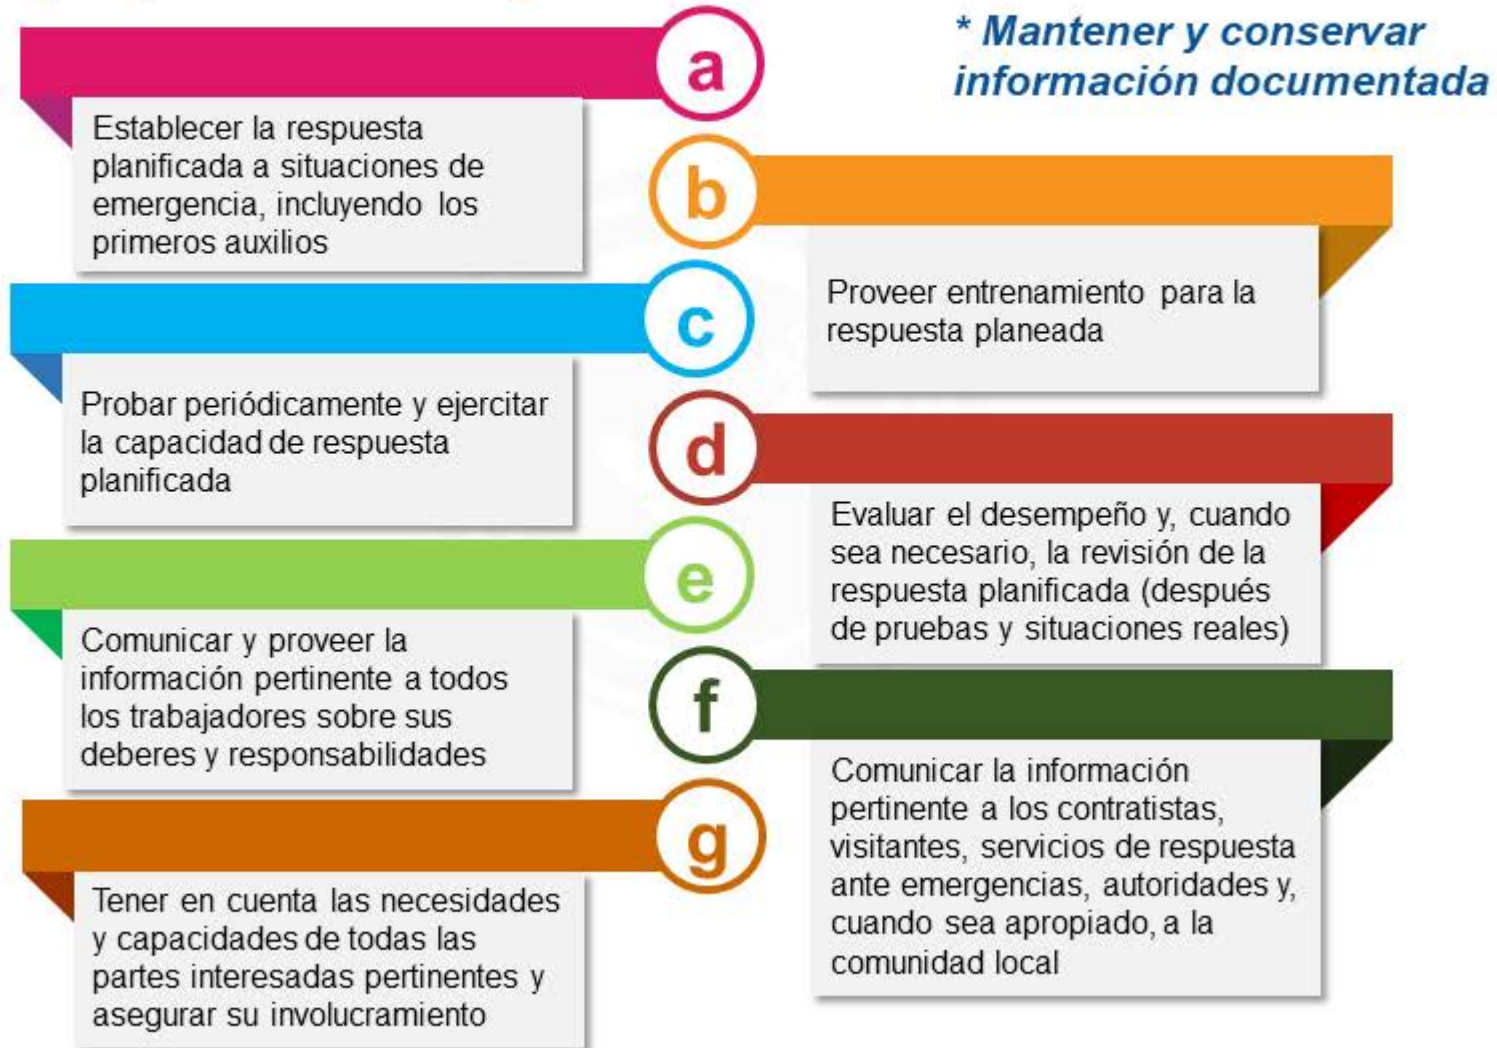 * Mantener y conservar
información documentada
a
Establecer la respuesta
planificada a situaciones de
emergencia, incluyendo los
primeros auxilios
b
Proveer entrenamiento para la
respuesta planeada
c
Probar periódicamente y ejercitar
la capacidad de respuesta
planificada
d
Evaluar el desempeño y, cuando
sea necesario, la revisión de la
respuesta planificada (después
de pruebas y situaciones reales)
e
Comunicar y proveer la
información pertinente a todos
los trabajadores sobre sus
deberes y responsabilidades
f
Comunicar la información
pertinente a los contratistas,
visitantes, servicios de respuesta
ante emergencias, autoridades y,
cuando sea apropiado, a la
comunidad local
g
Tener en cuenta las necesidades
y capacidades de todas las
partes interesadas pertinentes y
asegurar su involucramiento